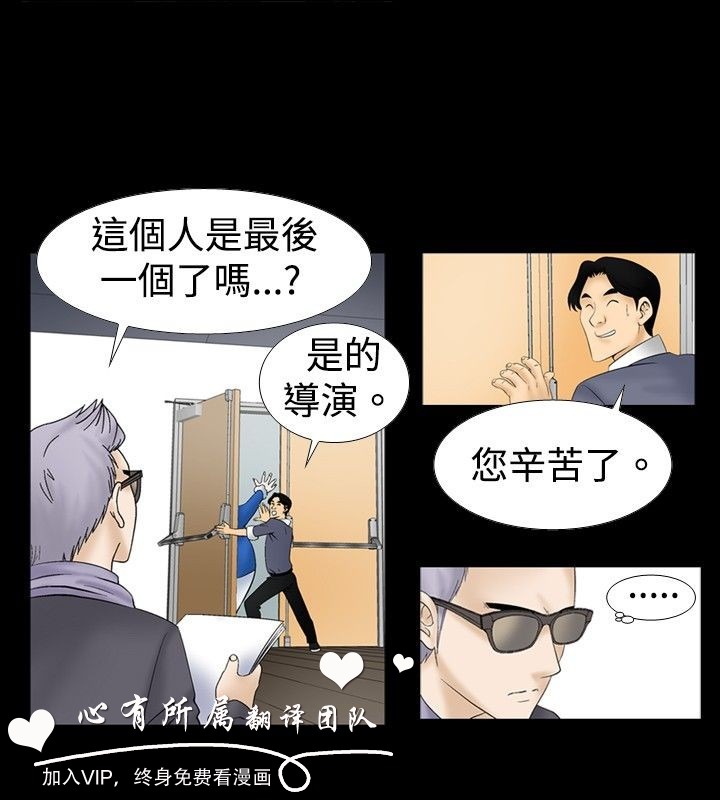 這個人是最後
一個了嗎...?
是的
導演。
您辛苦了。
.....
心有所属翻译团队
加入VIP，终身免费看漫画